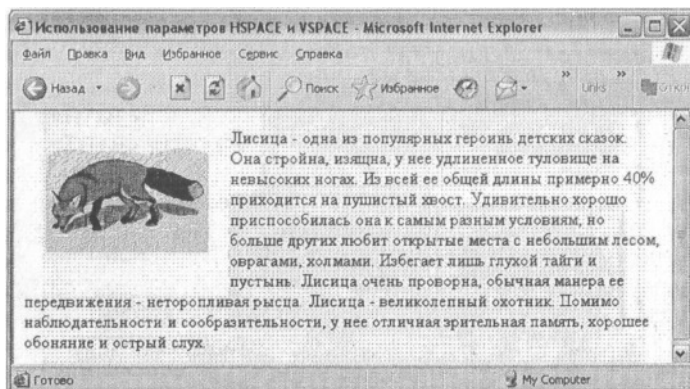 Использование параметров HSPACE и VSPACE - Microsoft Internet Explorer
Файл Правка Вид Избранное Сервис Справка
Назад Поиск Избранное Links
Лисица - одна из популярных героинь детских сказок.
Она стройна, изящна, у нее удлиненное туловище на
невысоких ногах. Из всей ее общей длины примерно 40%
приходится на пушистый хвост. Удивительно хорошо
приспособилась она к самым разным условиям, но
больше других любит открытые места с небольшим лесом,
оврагами, холмами. Избегает лишь глухой тайги и
пустынь. Лисица очень проворна, обычная манера ее
передвижения - неторопливая рысца. Лисица - великолепный охотник. Помимо
наблюдательности и сообразительности, у нее отличная зрительная память, хорошее
обоняние и острый слух.
Готово My Computer